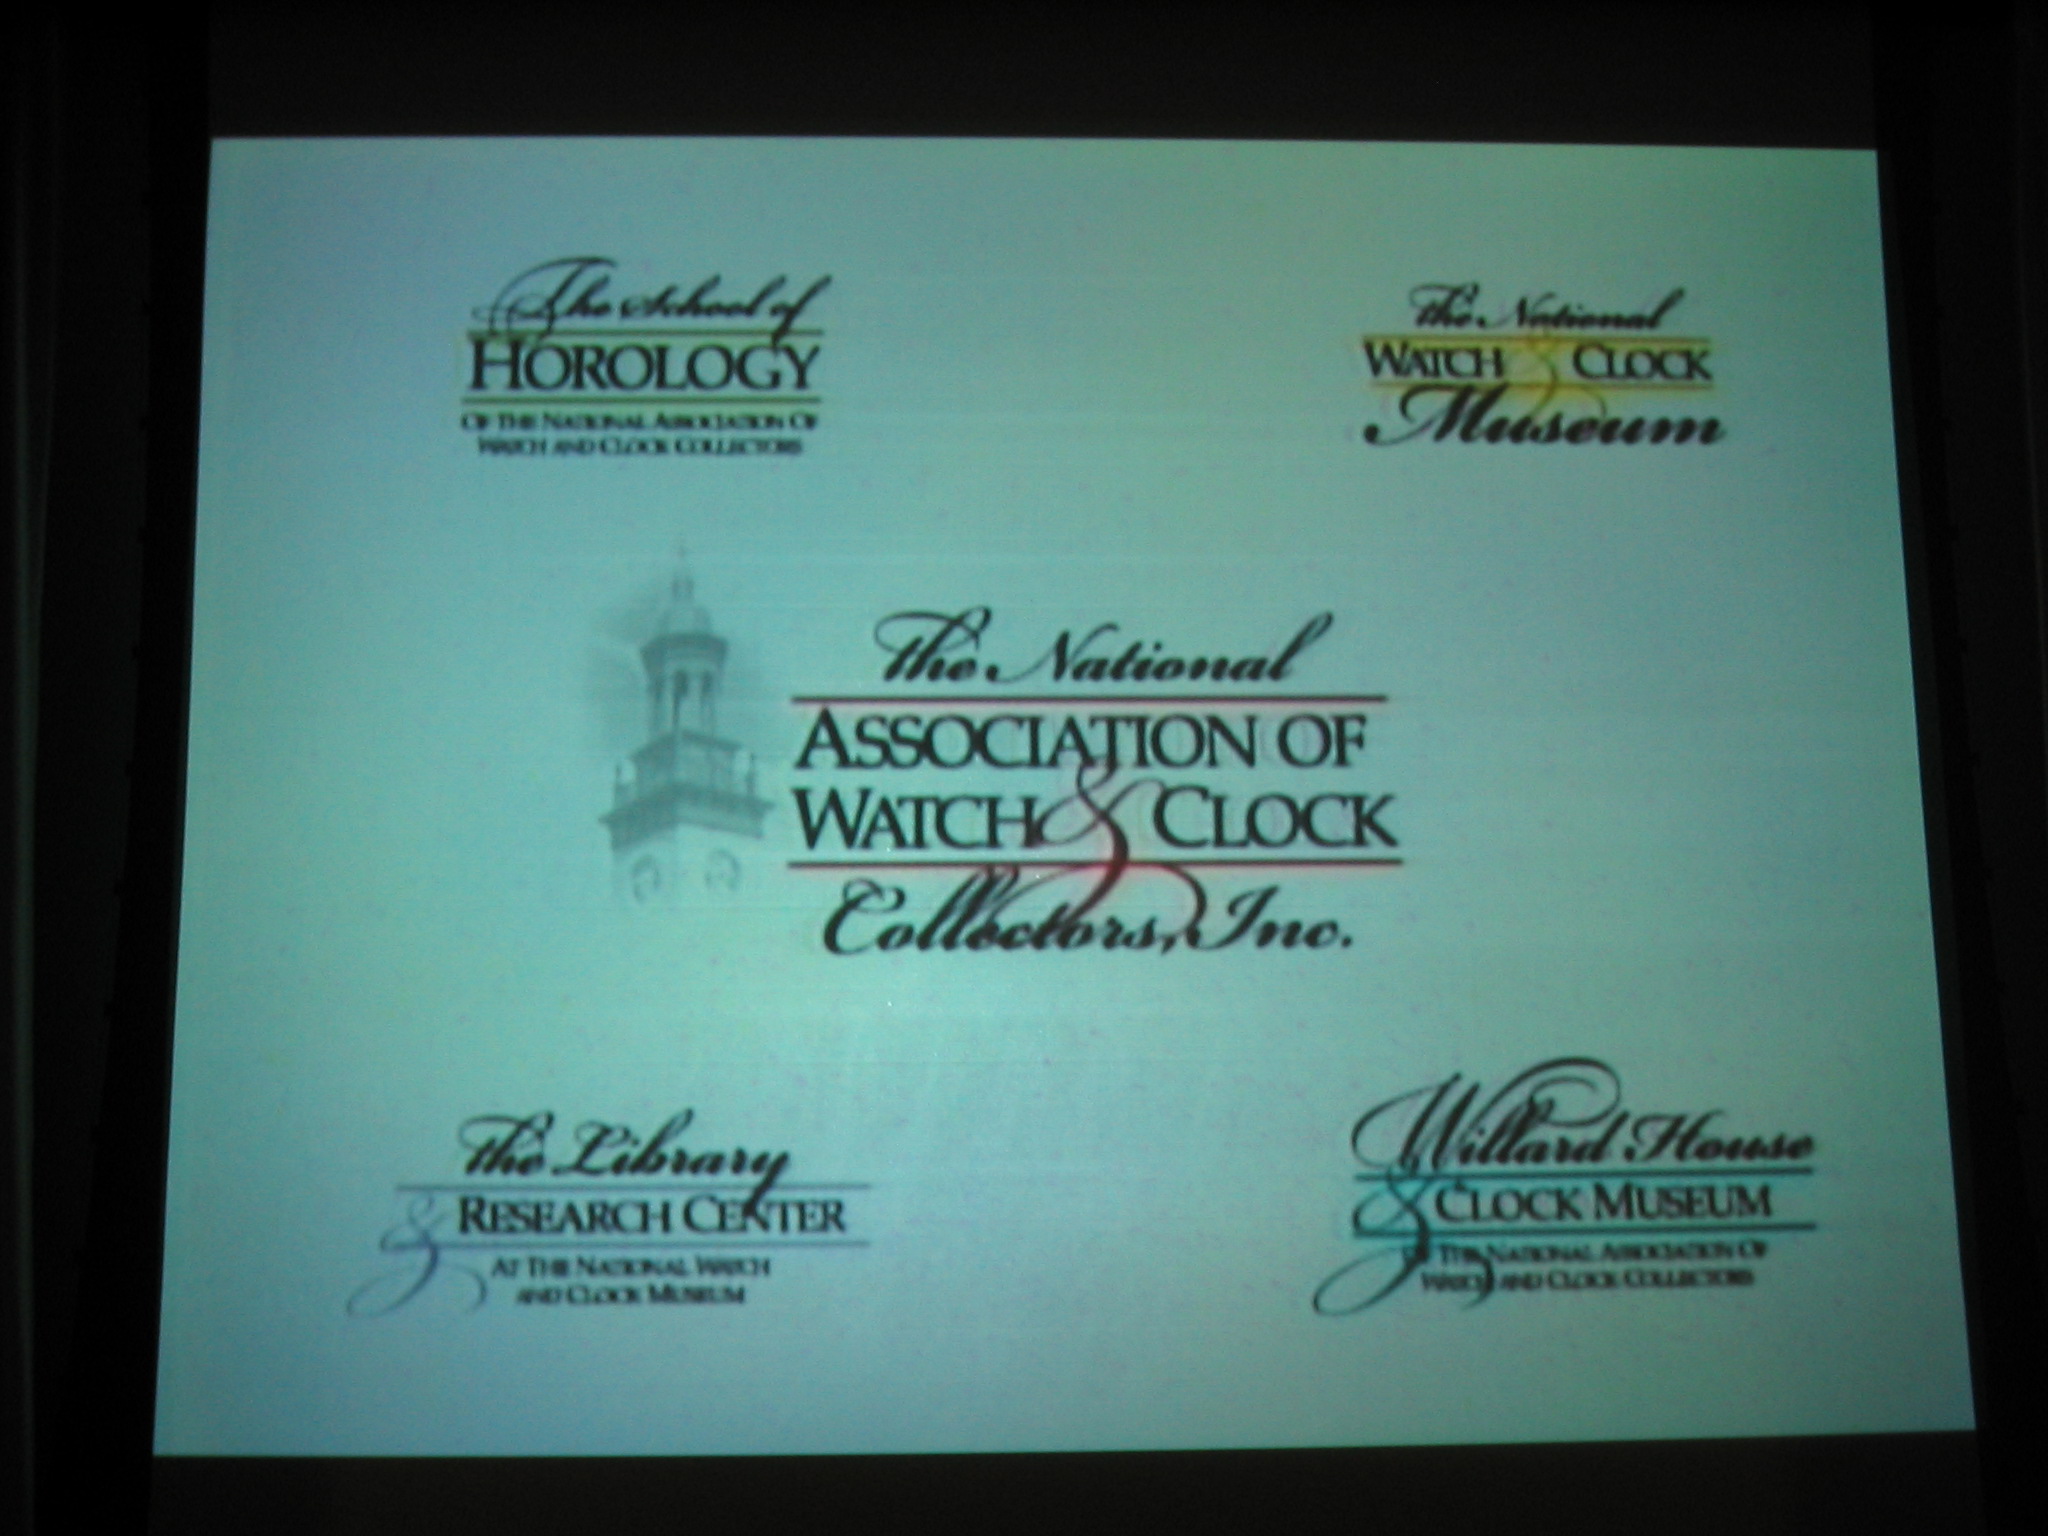 The School of
HOROLOGY
OF THE NATIONAL ASSOCIATION OF
WATCH AND CLOCK COLLECTORS
The National
WATCH & CLOCK
Museum
The National
ASSOCIATION OF
WATCH & CLOCK
Collectors, Inc.
The Library
& RESEARCH CENTER
AT THE NATIONAL WATCH
AND CLOCK MUSEUM
Willard House
& CLOCK MUSEUM
OF THE NATIONAL ASSOCIATION OF
WATCH AND CLOCK COLLECTORS